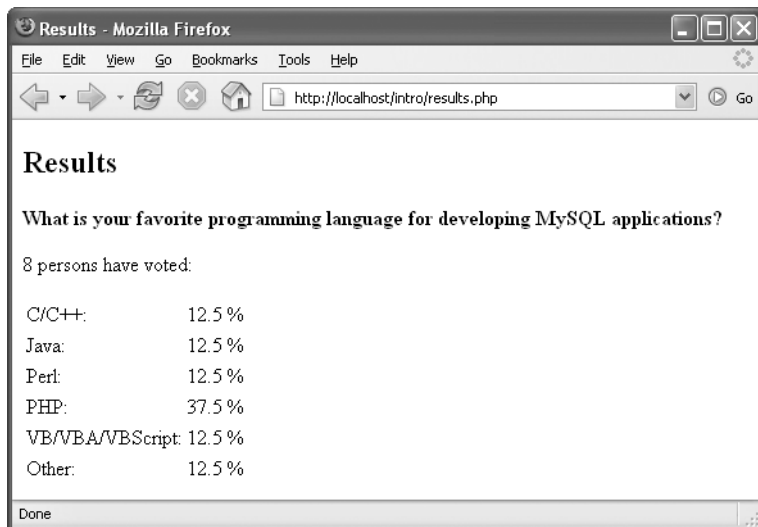 Results - Mozilla Firefox
File Edit View Go Bookmarks Tools Help
http://localhost/intro/results.php Go
Results
What is your favorite programming language for developing MySQL applications?
8 persons have voted:
C/C++: 12.5 %
Java: 12.5 %
Perl: 12.5 %
PHP: 37.5 %
VB/VBA/VBScript: 12.5 %
Other: 12.5 %
Done